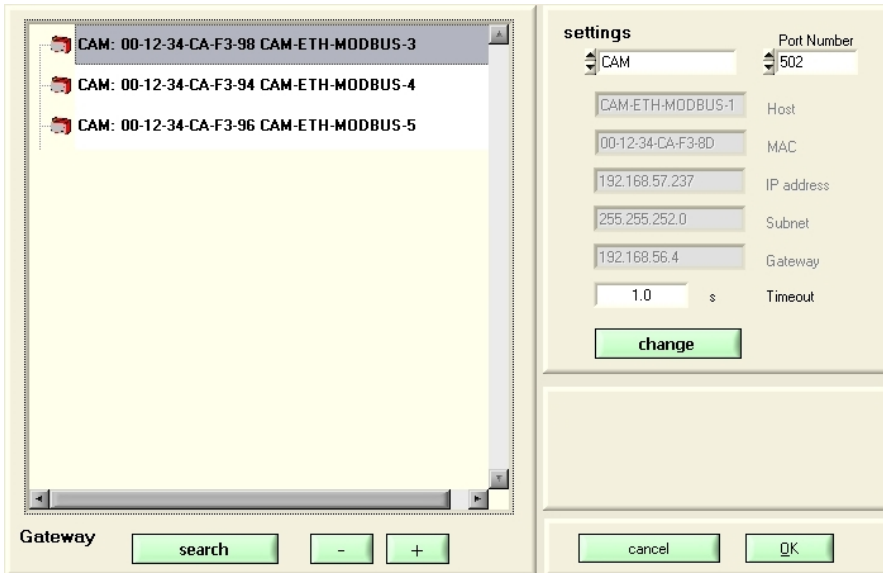 CAM: 00-12-34-CA-F3-98 CAM-ETH-MODBUS-3
CAM: 00-12-34-CA-F3-94 CAM-ETH-MODBUS-4
CAM: 00-12-34-CA-F3-96 CAM-ETH-MODBUS-5
Gateway
search
-
+
settings
Port Number
CAM
502
CAM-ETH-MODBUS-1 Host
00-12-34-CA-F3-8D MAC
192.168.57.237 IP address
255.255.252.0 Subnet
192.168.56.4 Gateway
1.0 s Timeout
change
cancel
OK